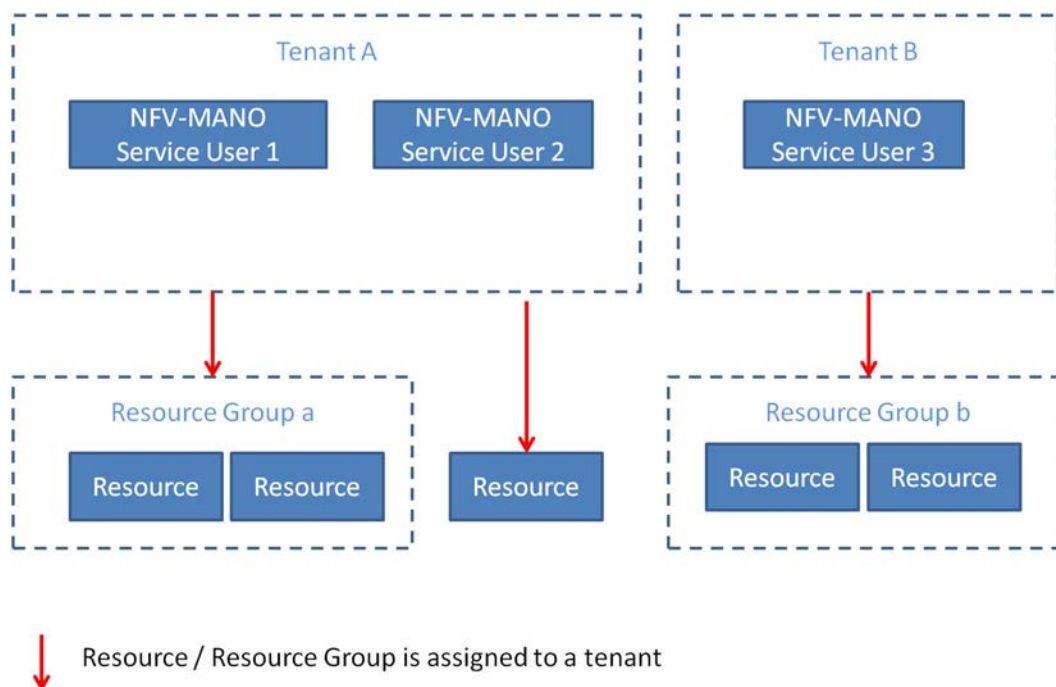 Tenant A
Tenant B
NFV-MANO
Service User 1
NFV-MANO
Service User 2
NFV-MANO
Service User 3
Resource Group a
Resource Group b
Resource
Resource
Resource
Resource
Resource
Resource / Resource Group is assigned to a tenant